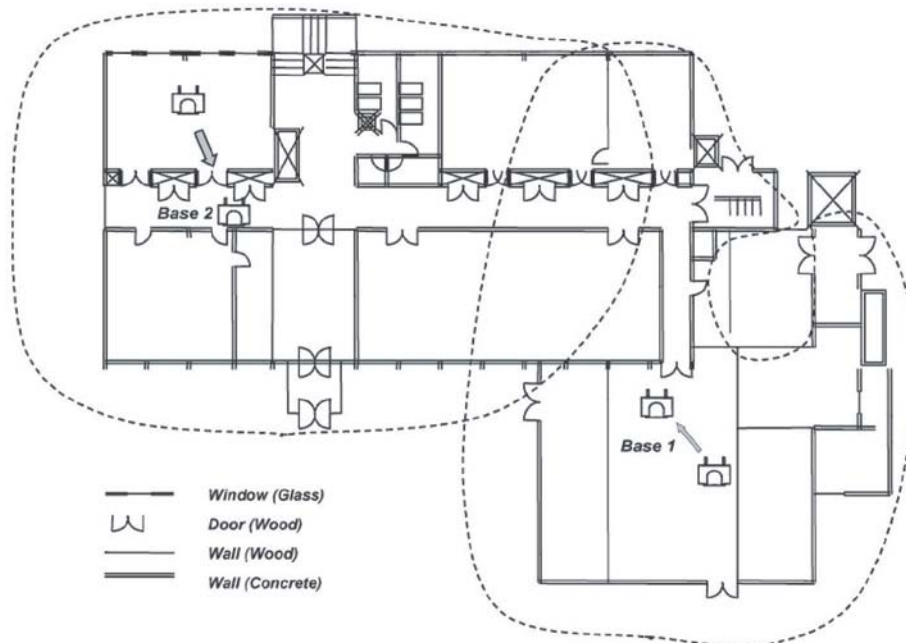 Base 2
Base 1
Window (Glass)
Door (Wood)
Wall (Wood)
Wall (Concrete)